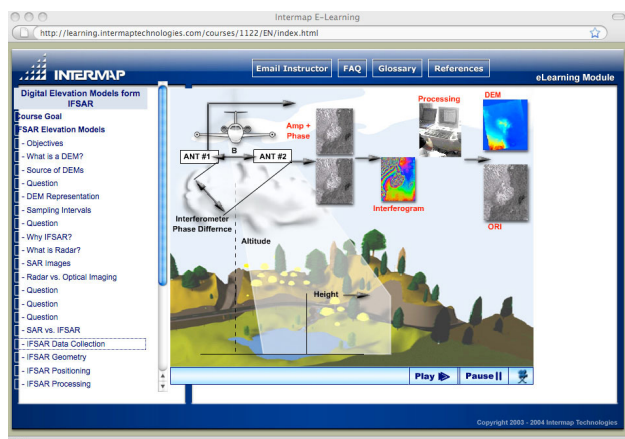 Intermap E-Learning
http://learning.intermaptechnologies.com/courses/1122/EN/index.html
INTERMAP
Email Instructor
FAQ
Glossary
References
eLearning Module
Digital Elevation Models form
IFSAR
Course Goal
IFSAR Elevation Models
- Objectives
- What is a DEM?
- Source of DEMs
- Question
- DEM Representation
- Sampling Intervals
- Question
- Why IFSAR?
- What is Radar?
- SAR Images
- Radar vs. Optical Imaging
- Question
- Question
- Question
- SAR vs. IFSAR
- IFSAR Data Collection
- IFSAR Geometry
- IFSAR Positioning
- IFSAR Processing
Processing
DEM
Amp +
Phase
B
ANT #1
ANT #2
Interferogram
ORI
Interferometer
Phase Differnce
Altitude
Height
Play
Pause
Copyright 2003 - 2004 Intermap Technologies